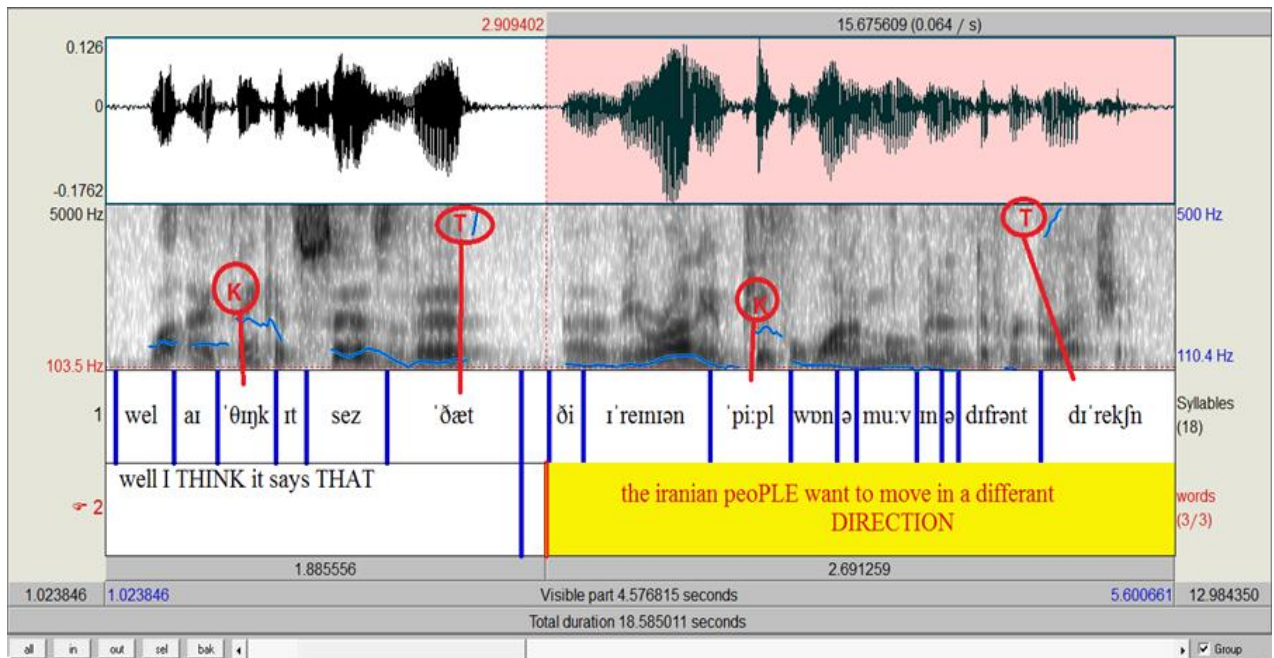 2.909402 15.675609 (0.064 / s)
0.126
0
-0.1762
5000 Hz 500 Hz
T T
K K
103.5 Hz 110.4 Hz
1 wel aɪ ˈθɪŋk ɪt sez ˈðæt ði ɪˈreɪnɪən ˈpiːpl wɒn ə muːv ɪn ə dɪfrənt dɪˈrekʃn Syllables
(18)
2 well I THINK it says THAT the iranian peoPLE want to move in a differant words
DIRECTION (3/3)
1.885556 2.691259
1.023846 1.023846 Visible part 4.576815 seconds 5.600661 12.984350
Total duration 18.585011 seconds
all in out sel bak Group